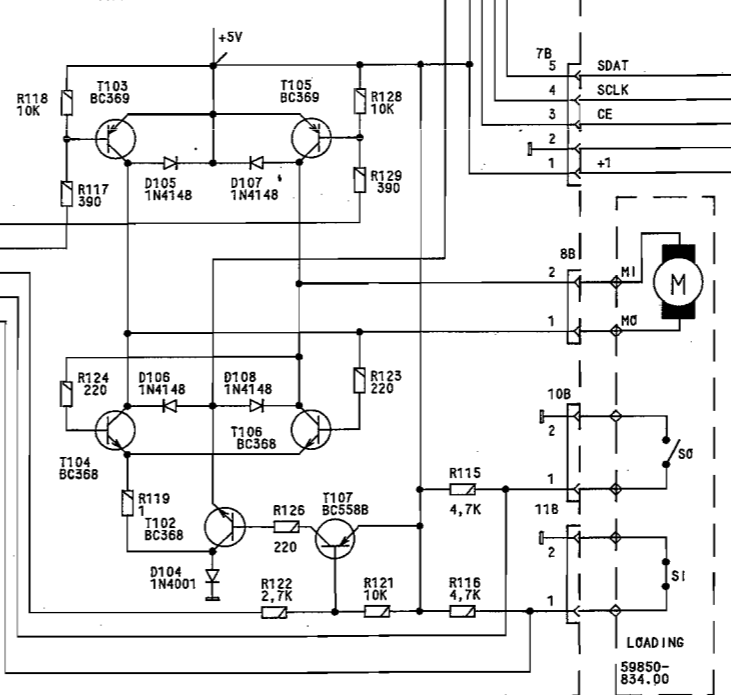 +5V
7B
5 SDAT
T103
BC369
T105
BC369
R118
10K
R128
10K
4 SCLK
3 CE
2
1 +1
D105
1N4148
D107
1N4148
R117
390
R129
390
8B
2 MI
M
1 MØ
R124
220
D106
1N4148
D108
1N4148
R123
220
10B
2
T106
BC368
T104
BC368
SØ
R115
4,7K
1
R119
1
T102
BC368
R126
220
T107
BC558B
11B
2
D104
1N4001
R122
2,7K
R121
10K
R116
4,7K
SI
1
LØADING
59850-
834.00